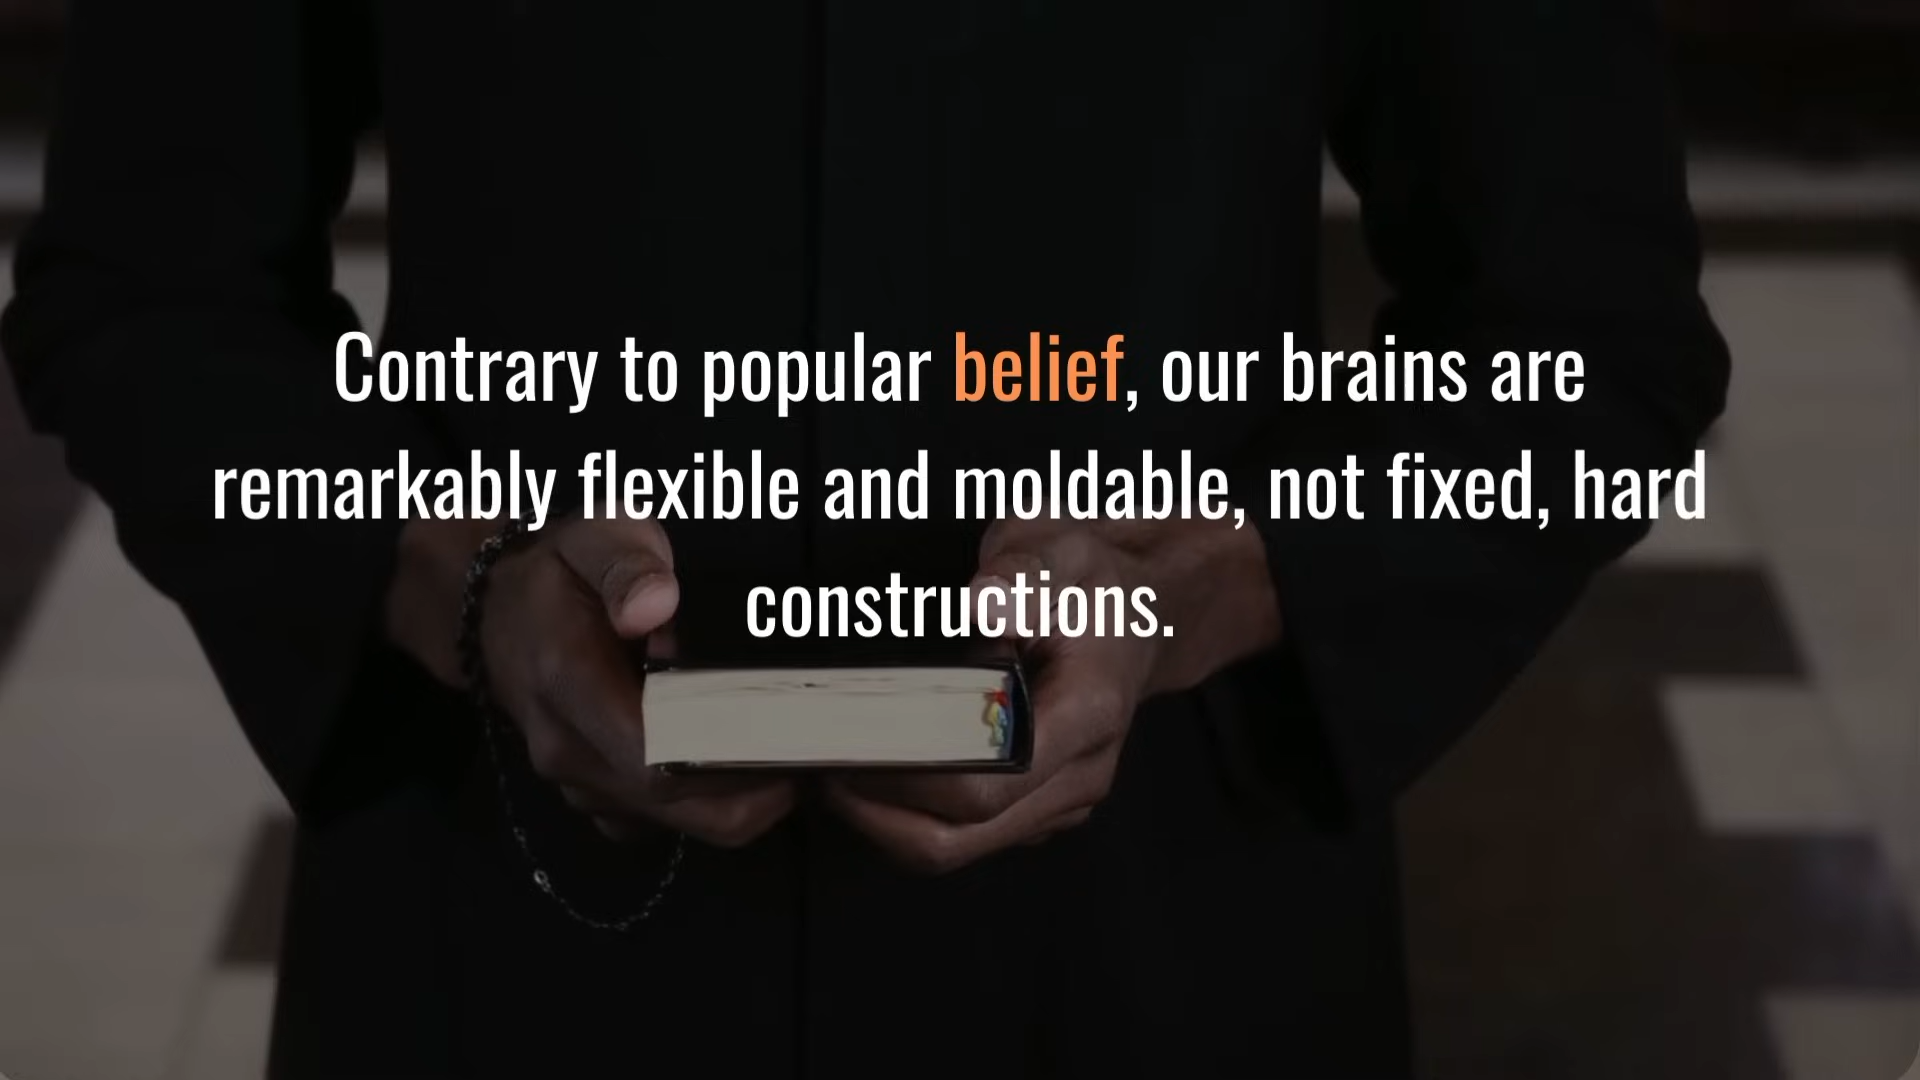 Contrary to popular belief, our brains are
remarkably flexible and moldable, not fixed, hard
constructions.